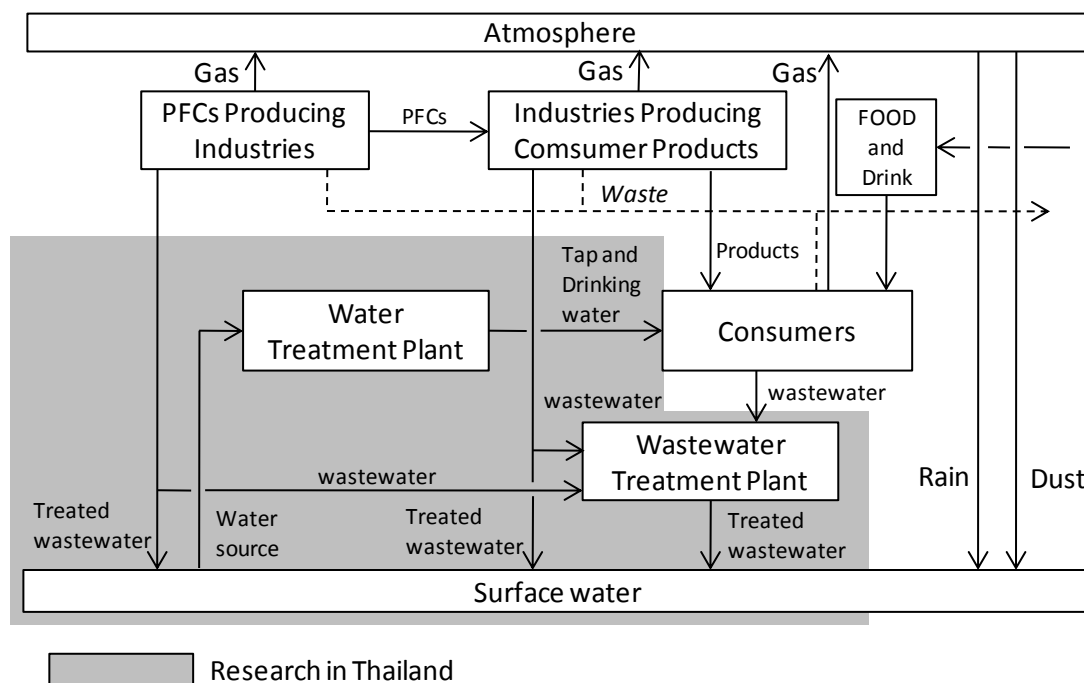 Atmosphere
Gas
Gas
Gas
PFCs Producing
Industries
PFCs
Industries Producing
Comsumer Products
FOOD
and
Drink
Waste
Tap and
Drinking
water
Products
Water
Treatment Plant
Consumers
wastewater
wastewater
Wastewater
Treatment Plant
wastewater
Rain
Dust
Treated
wastewater
Water
source
Treated
wastewater
Treated
wastewater
Surface water
Research in Thailand